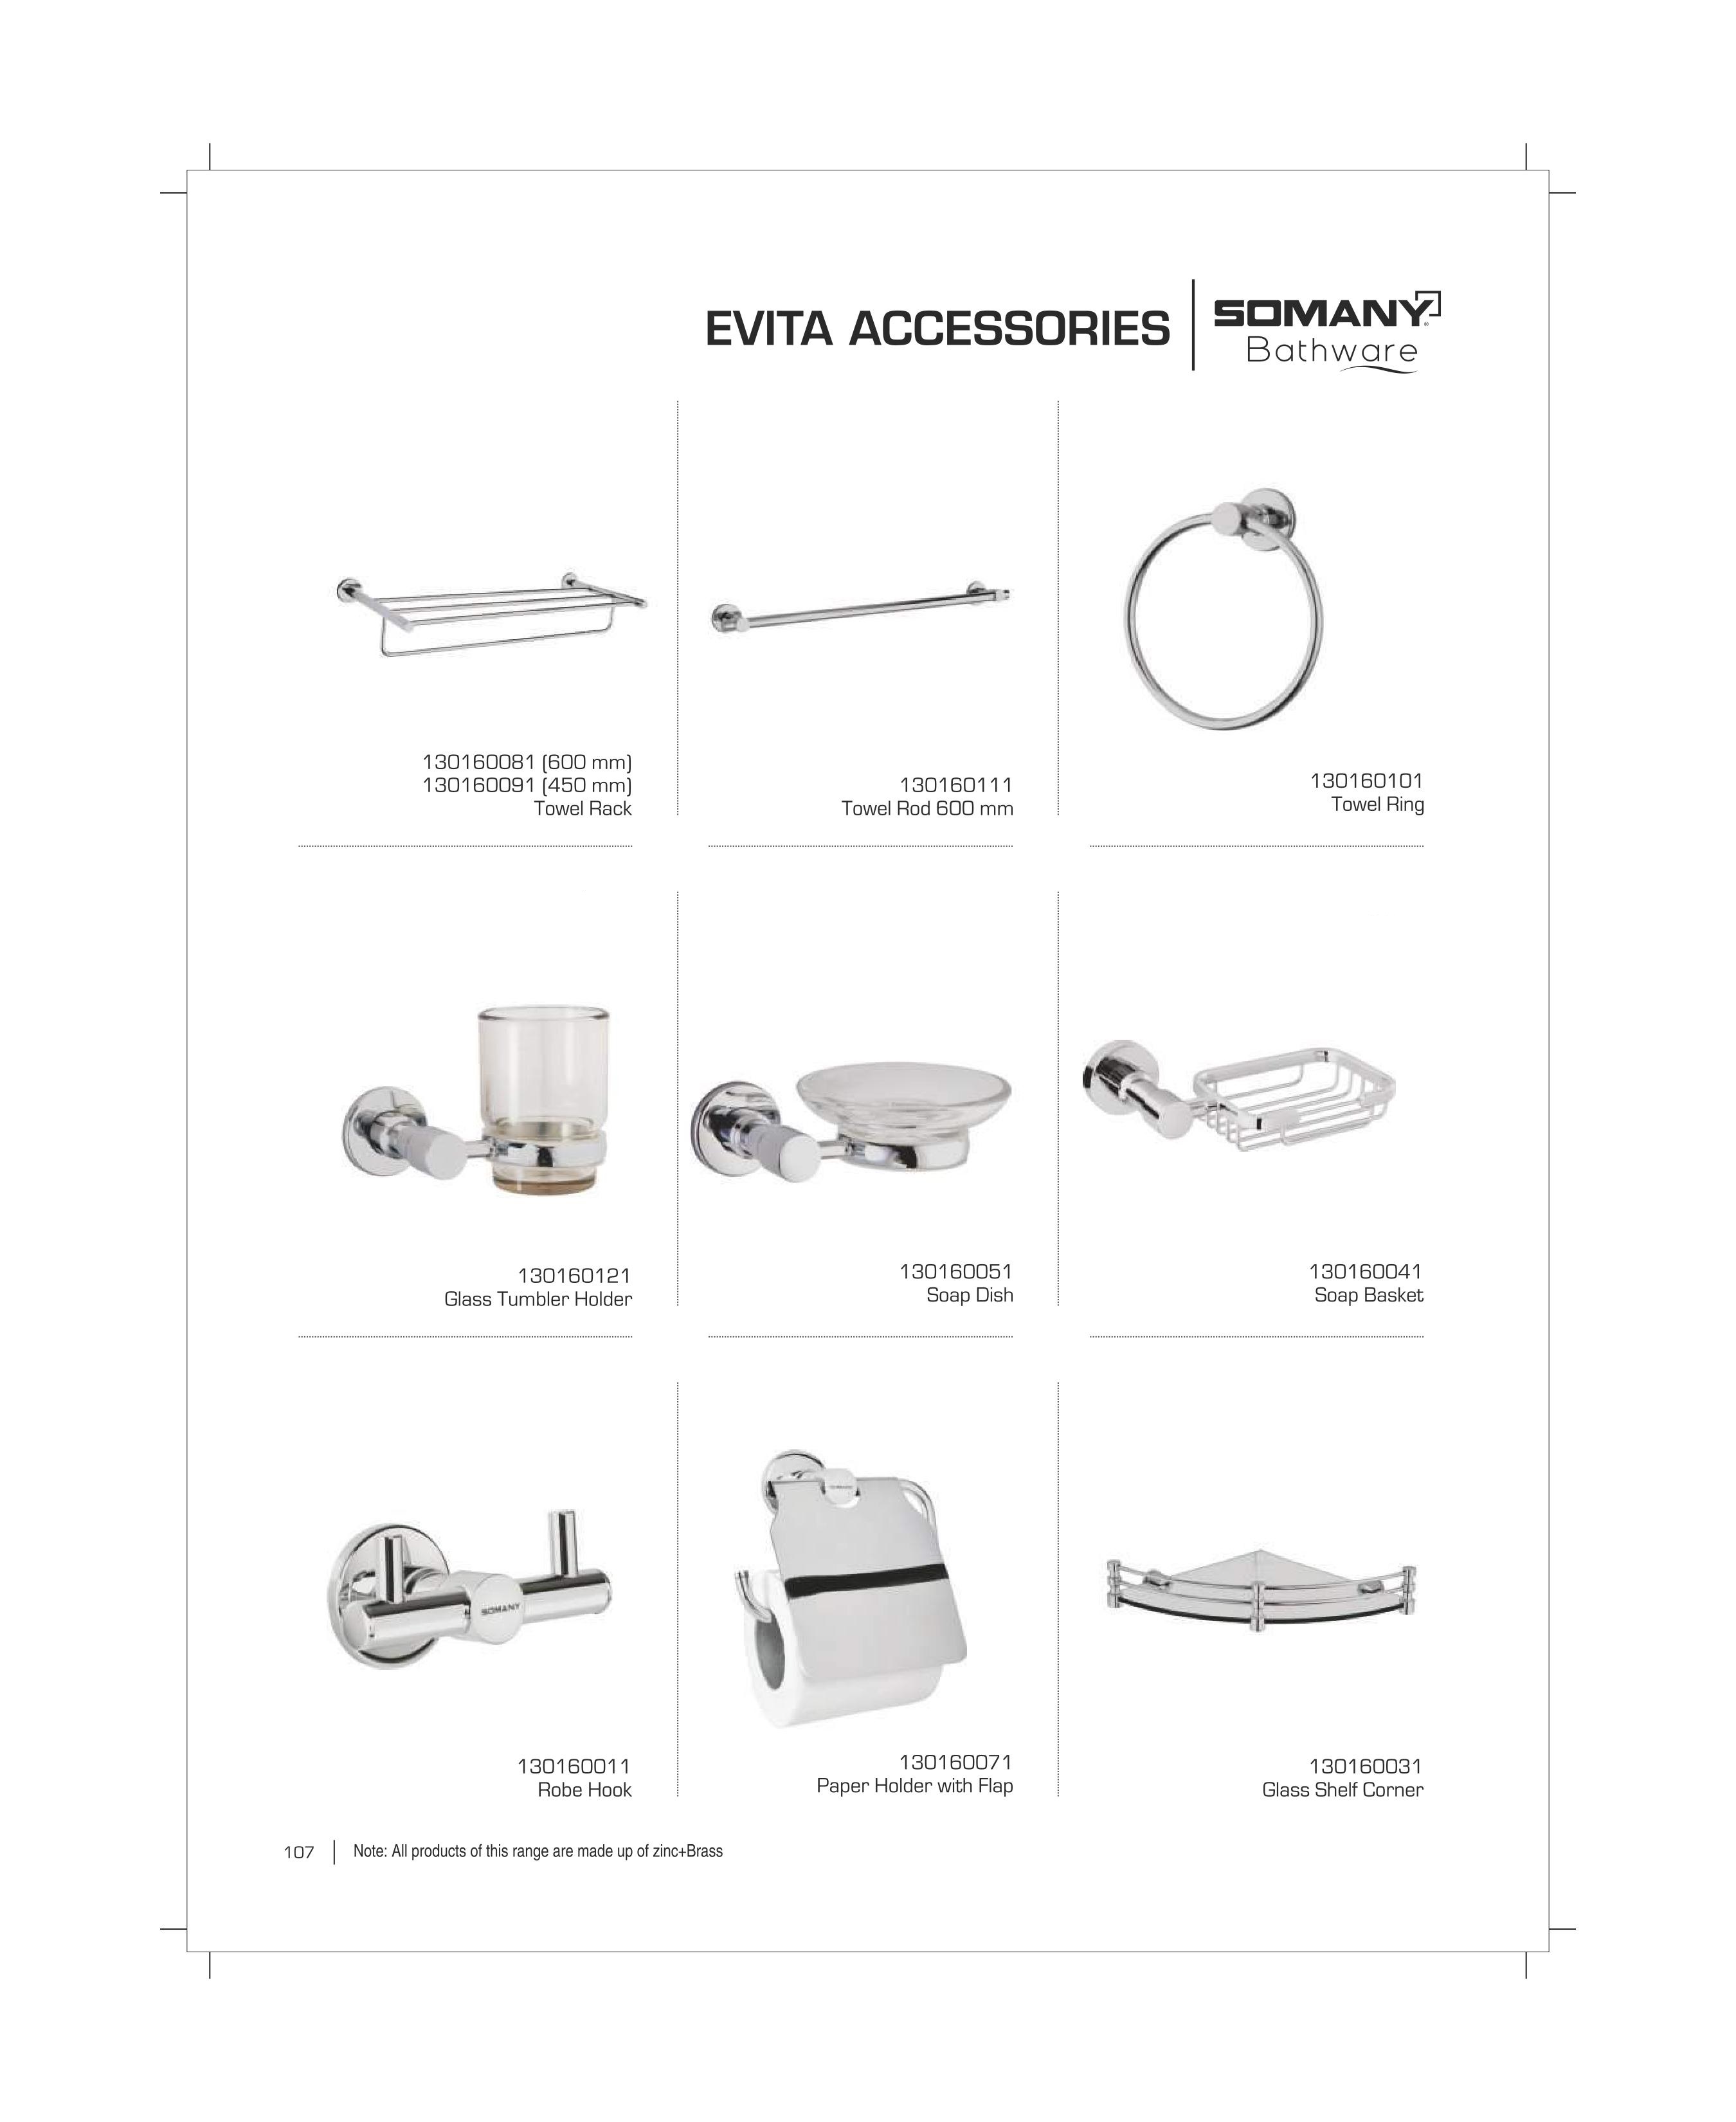 EVITA ACCESSORIES
SOMANY
Bathware
130160081 (600 mm)
130160091 (450 mm)
Towel Rack
130160111
Towel Rod 600 mm
130160101
Towel Ring
130160121
Glass Tumbler Holder
130160051
Soap Dish
130160041
Soap Basket
SOMANY
130160011
Robe Hook
130160071
Paper Holder with Flap
130160031
Glass Shelf Corner
107
Note: All products of this range are made up of zinc+Brass